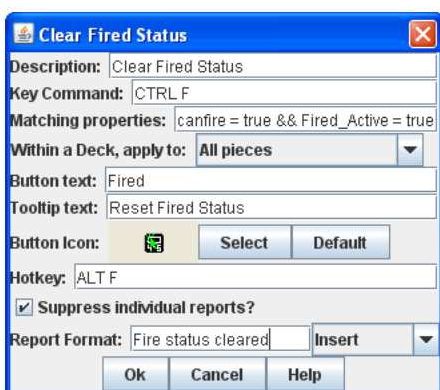 Clear Fired Status
Description: Clear Fired Status
Key Command: CTRL F
Matching properties: canfire = true && Fired_Active = true
Within a Deck, apply to: All pieces
Button text: Fired
Tooltip text: Reset Fired Status
Button Icon: Select Default
Hotkey: ALT F
Suppress individual reports?
Report Format: Fire status cleared Insert
Ok Cancel Help